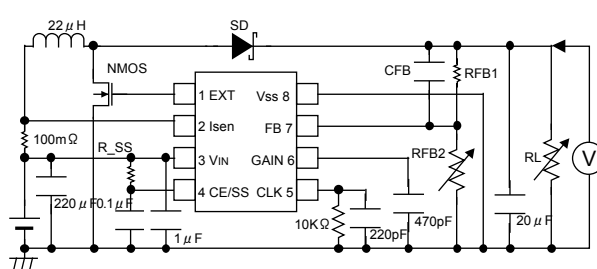 22μH
SD
NMOS
CFB
RFB1
1 EXT
Vss 8
2 Isen
FB 7
100mΩ
R_SS
3 VIN
GAIN 6
RFB2
RL
V
4 CE/SS
CLK 5
220μF
0.1μF
1μF
10KΩ
220pF
470pF
20μF